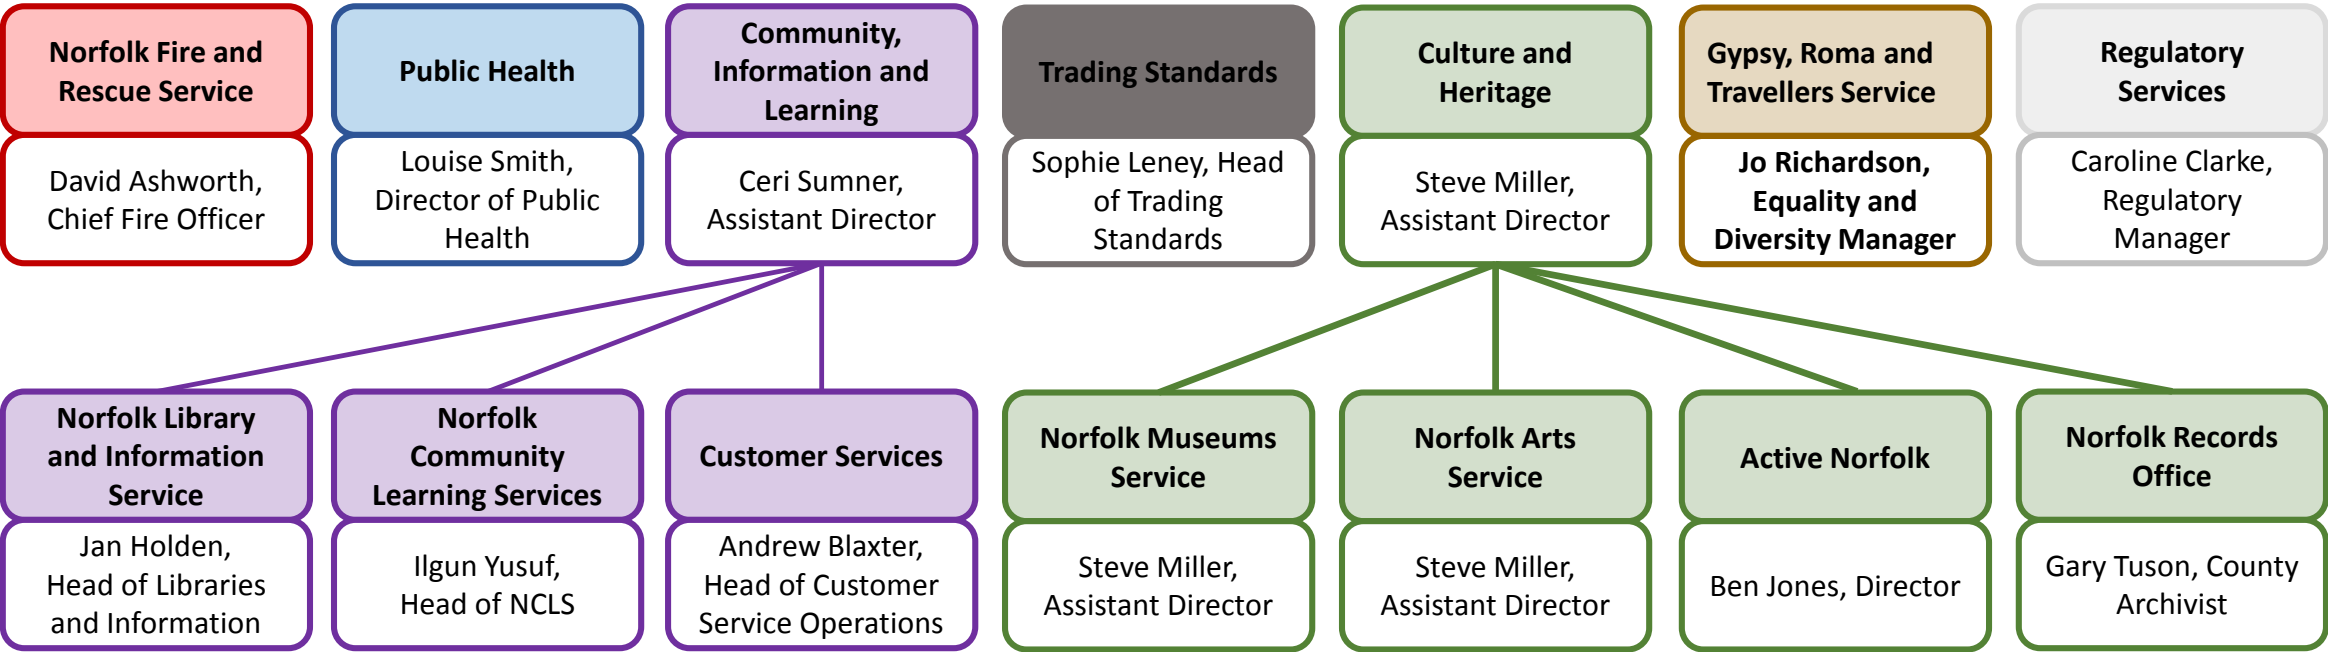 Norfolk Fire and
Rescue Service
David Ashworth,
Chief Fire Officer
Public Health
Louise Smith,
Director of Public
Health
Community,
Information and
Learning
Ceri Sumner,
Assistant Director
Trading Standards
Sophie Leney, Head
of Trading
Standards
Culture and
Heritage
Steve Miller,
Assistant Director
Gypsy, Roma and
Travellers Service
Jo Richardson,
Equality and
Diversity Manager
Regulatory
Services
Caroline Clarke,
Regulatory
Manager
Norfolk Library
and Information
Service
Jan Holden,
Head of Libraries
and Information
Norfolk
Community
Learning Services
Ilgun Yusuf,
Head of NCLS
Customer Services
Andrew Blaxter,
Head of Customer
Service Operations
Norfolk Museums
Service
Steve Miller,
Assistant Director
Norfolk Arts
Service
Steve Miller,
Assistant Director
Active Norfolk
Ben Jones, Director
Norfolk Records
Office
Gary Tuson, County
Archivist